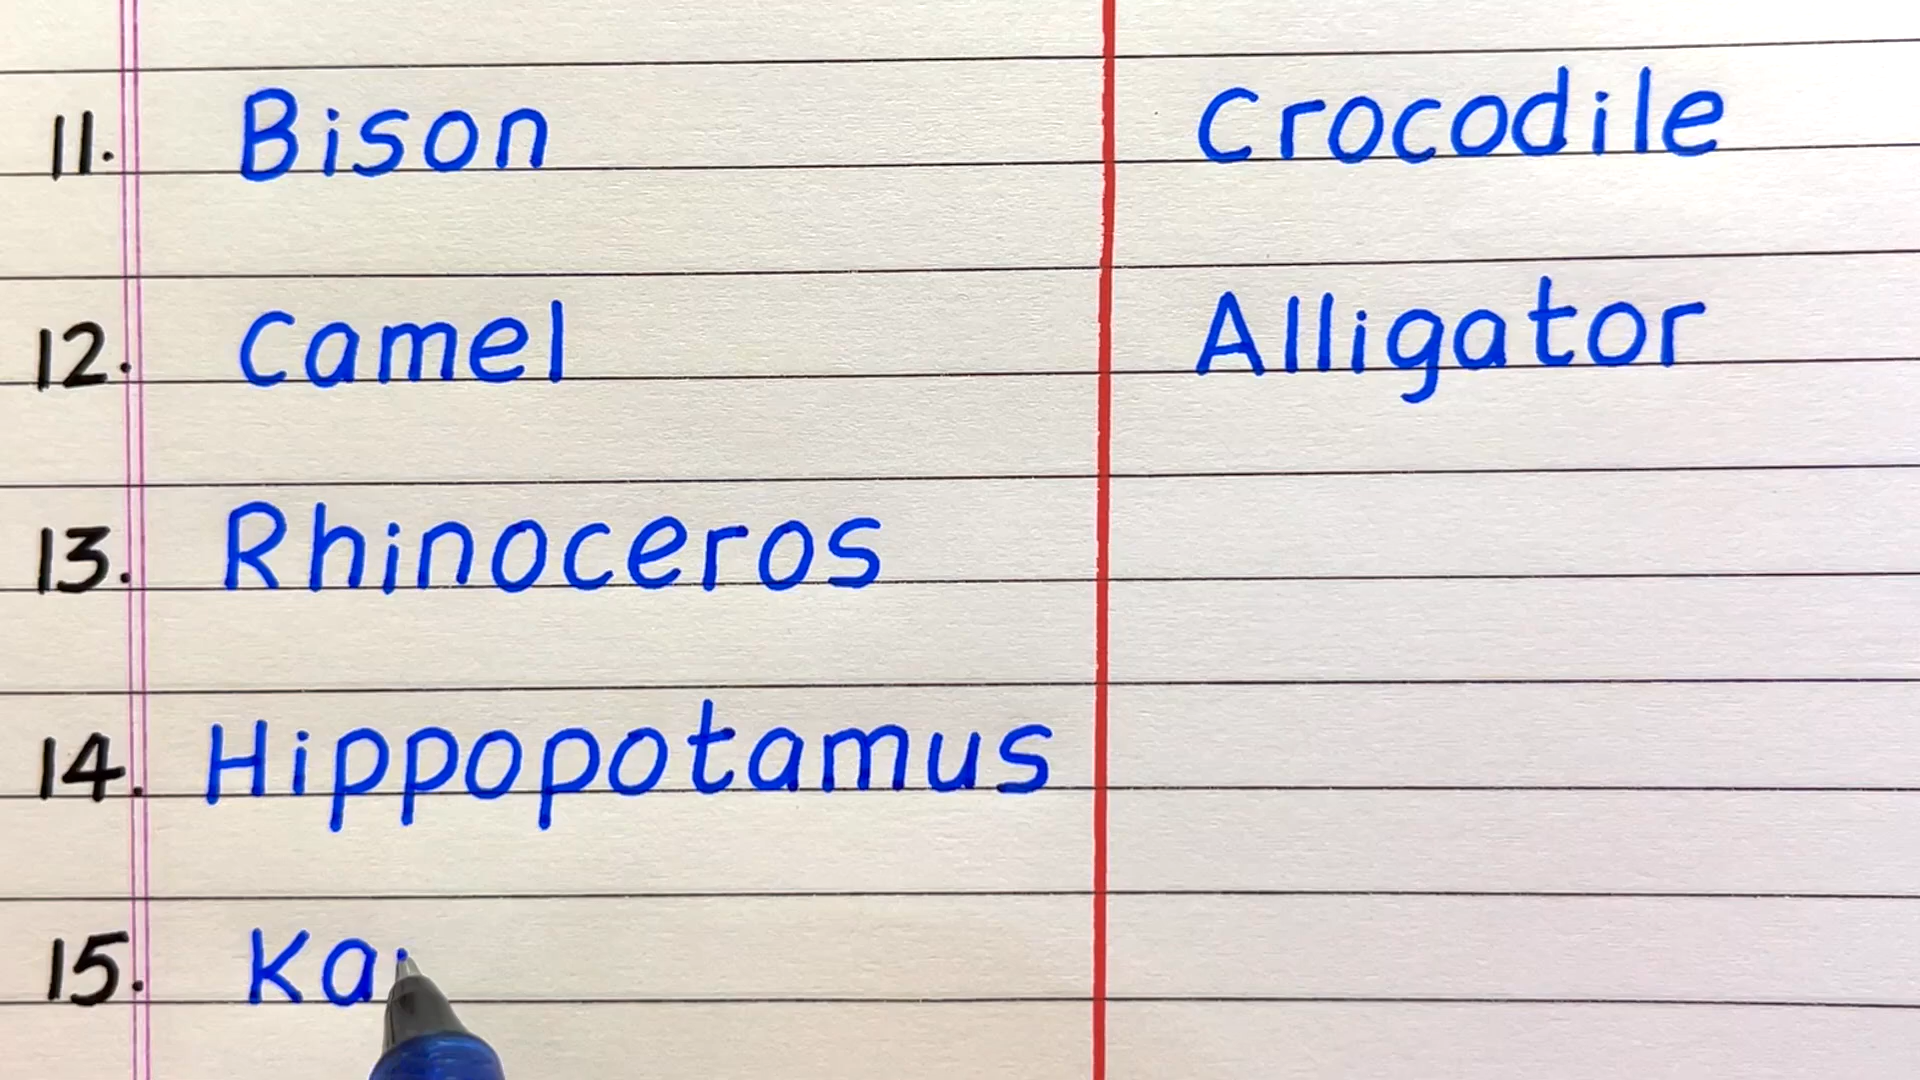 11. Bison Crocodile
12. Camel Alligator
13. Rhinoceros
14. Hippopotamus
15. Ka